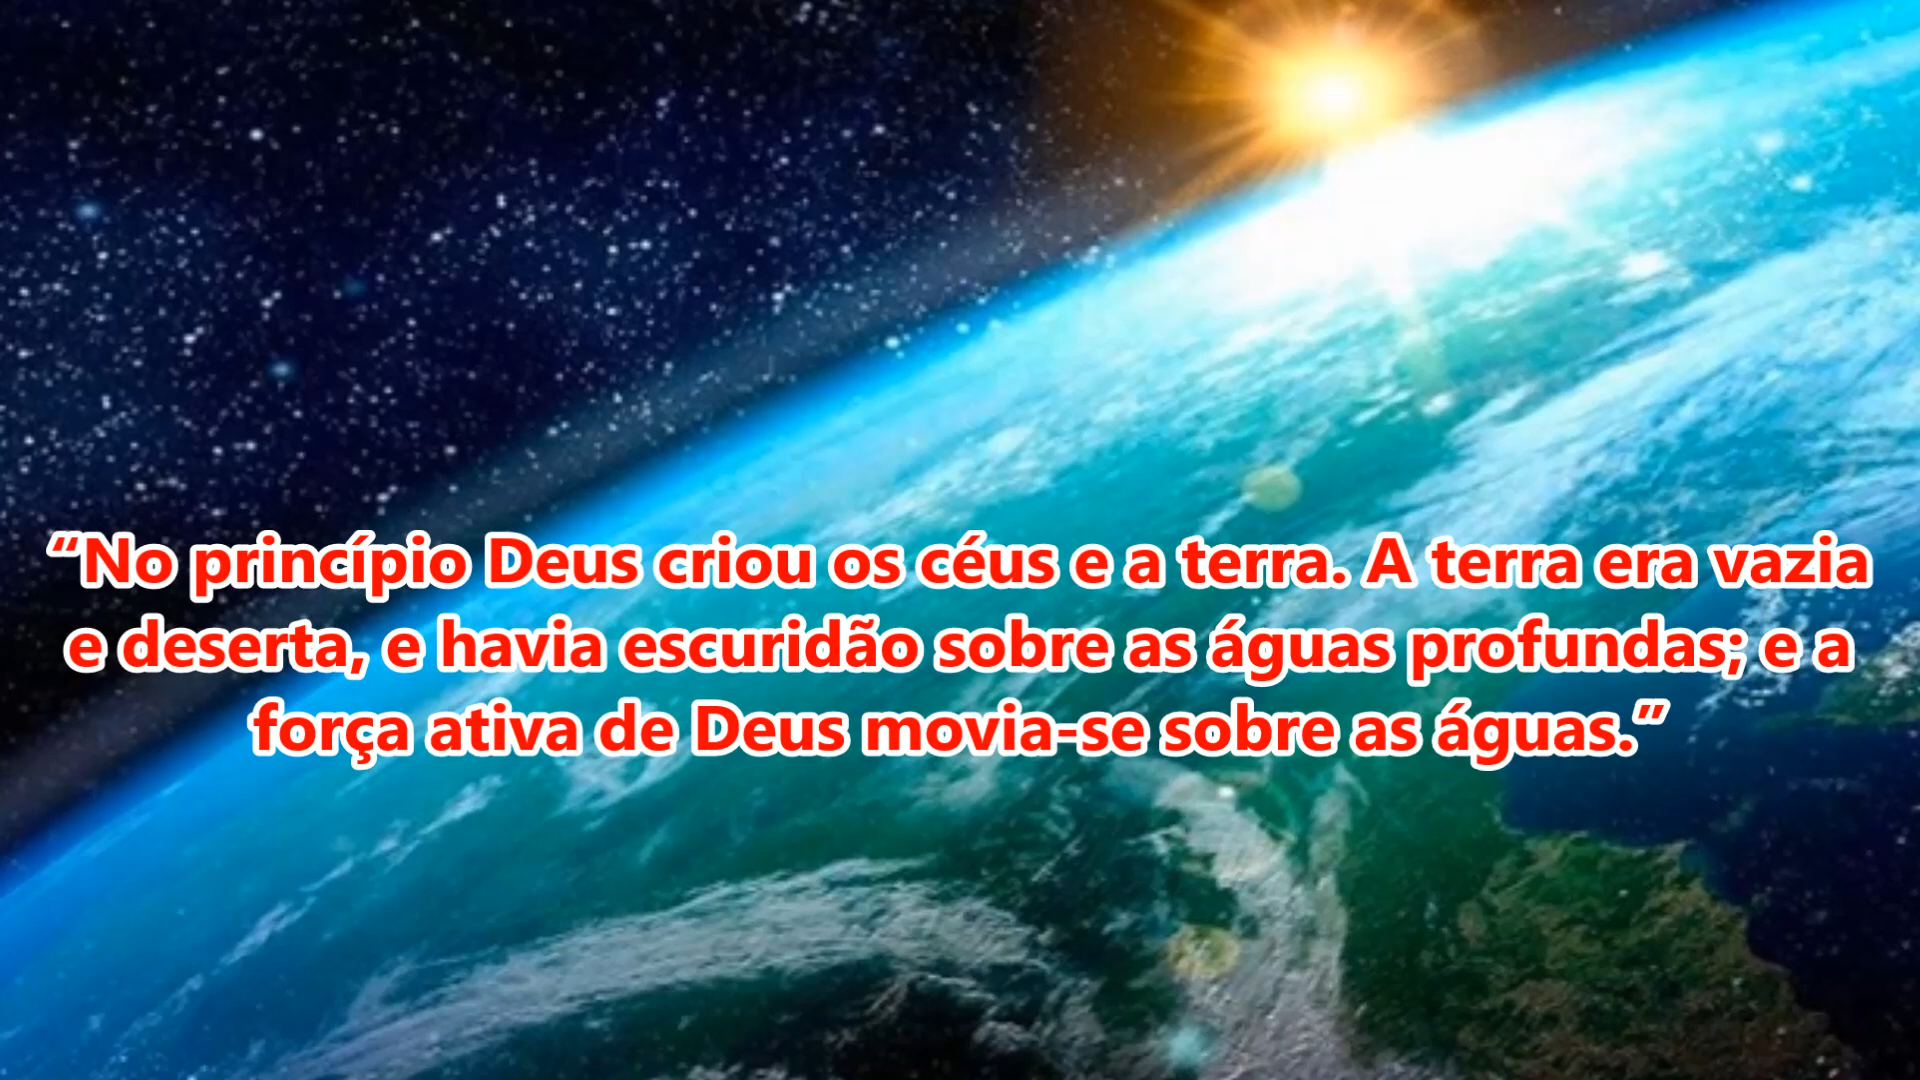 “No princípio Deus criou os céus e a terra. A terra era vazia
e deserta, e havia escuridão sobre as águas profundas; e a
força ativa de Deus movia-se sobre as águas.”